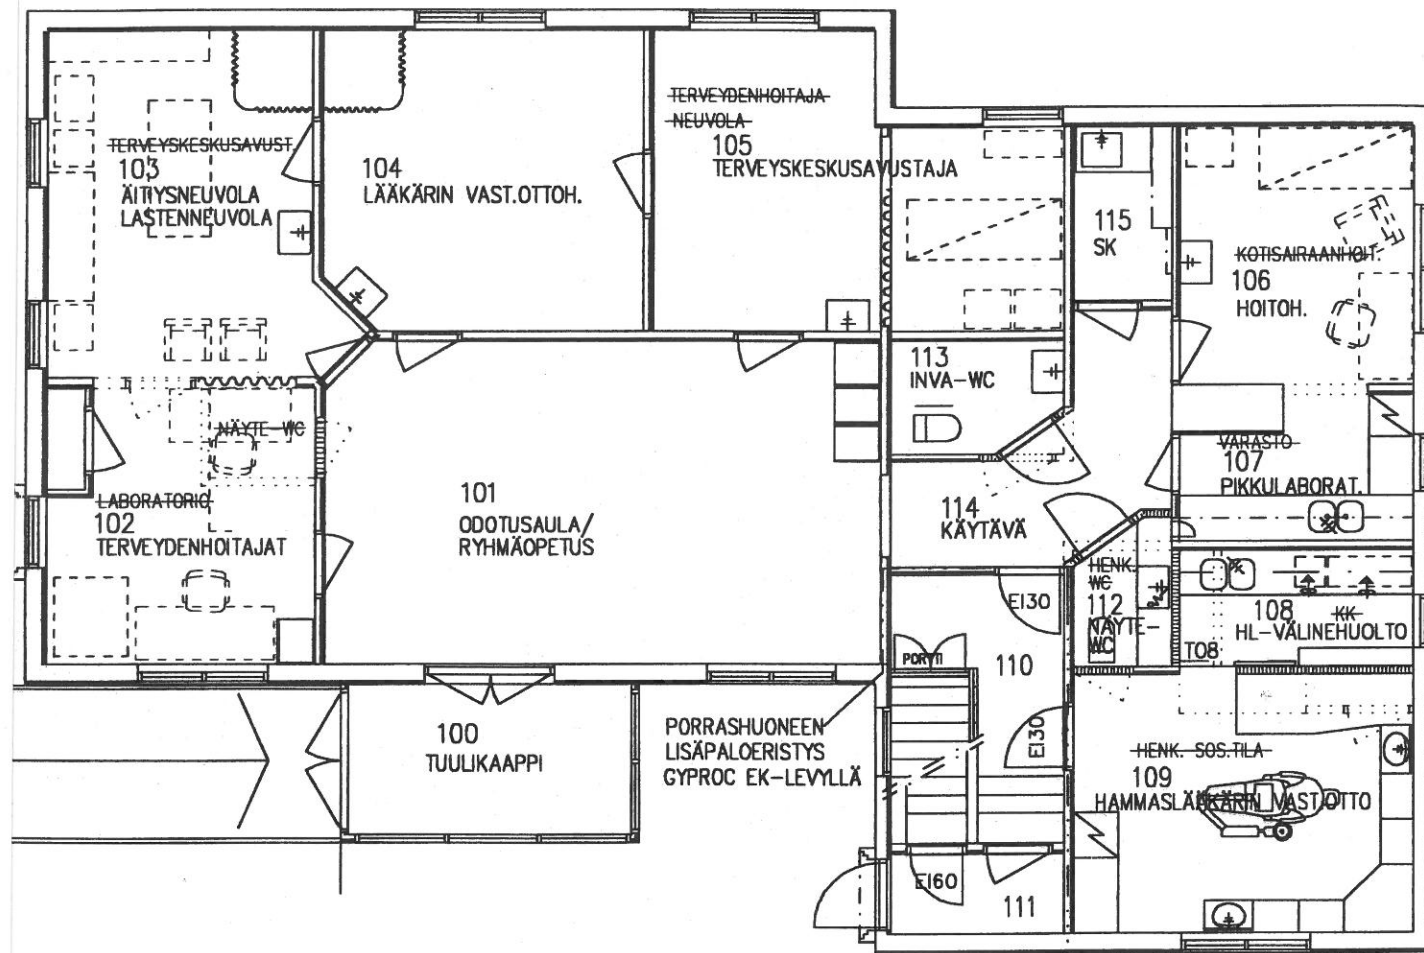 TERVEYSKESKUSAVUST.
103
ÄITIYSNEUVOLA
LASTENNEUVOLA
104
LÄÄKÄRIN VAST.OTTOH.
TERVEYDENHOITAJA
NEUVOLA
105
TERVEYSKESKUSAVUSTAJA
115
SK
KOTISAIRAANHOIT.
106
HOITOH.
113
INVA-WC
NÄYTE-WC
LABORATORIO
102
TERVEYDENHOITAJAT
101
ODOTUSAULA/
RYHMÄOPETUS
114
KÄYTÄVÄ
VARASTO
107
PIKKULABORAT.
HENK.
WC
112
NÄYTE-
WC
108
KK
HL-VÄLINEHUOLTO
T08
EI30
110
EI30
100
TUULIKAAPPI
PORRASHUONEEN
LISÄPALOERISTYS
GYPROC EK-LEVYLLÄ
HENK. SOS.TILA
109
HAMMASLÄÄKÄRIN VAST.OTTO
EI60
111